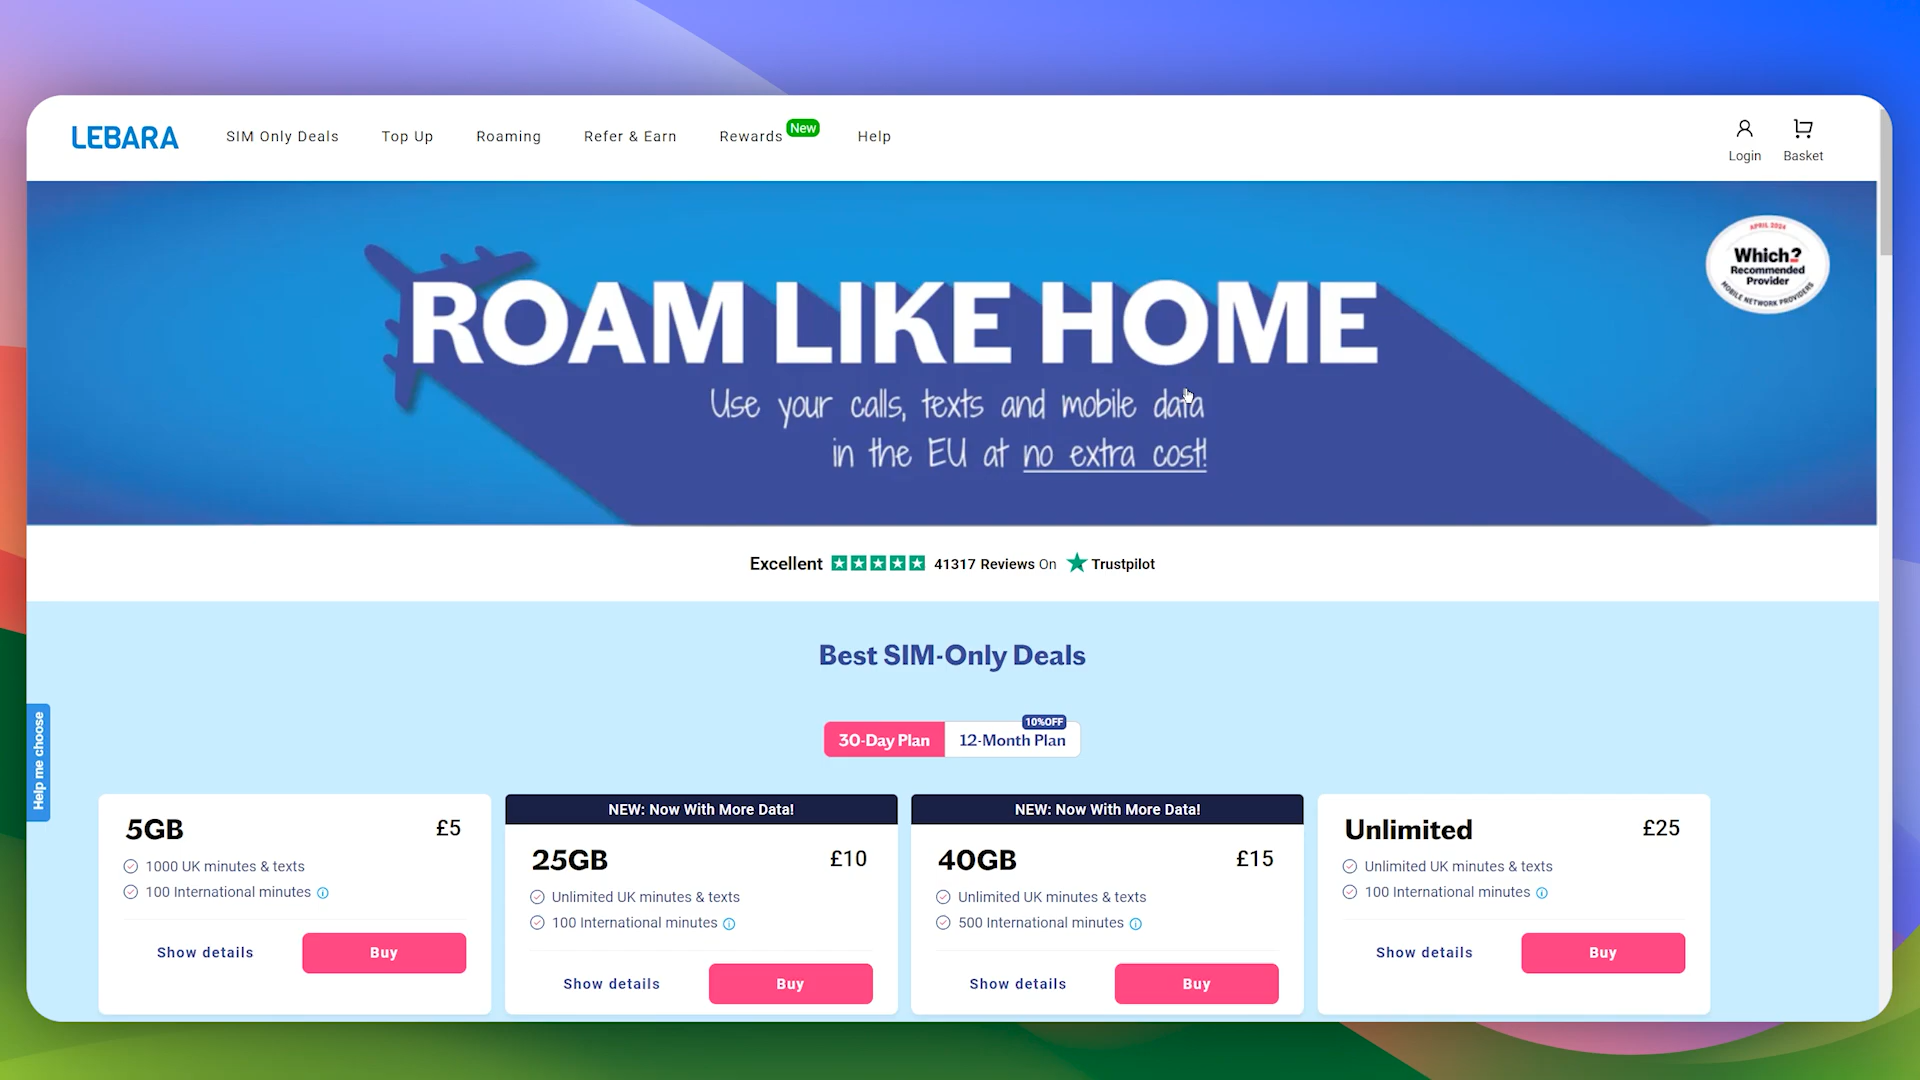 LEBARA
SIM Only Deals
Top Up
Roaming
Refer & Earn
Rewards
New
Help
Login
Basket
APRIL 2024
Which?
Recommended
Provider
MOBILE NETWORK PROVIDERS
ROAM LIKE HOME
Use your calls, texts and mobile data
in the EU at no extra cost!
Excellent 41317 Reviews On Trustpilot
Best SIM-Only Deals
10%OFF
30-Day Plan
12-Month Plan
Help me choose
5GB £5
1000 UK minutes & texts
100 International minutes
Show details
Buy
NEW: Now With More Data!
25GB £10
Unlimited UK minutes & texts
100 International minutes
Show details
Buy
NEW: Now With More Data!
40GB £15
Unlimited UK minutes & texts
500 International minutes
Show details
Buy
Unlimited £25
Unlimited UK minutes & texts
100 International minutes
Show details
Buy